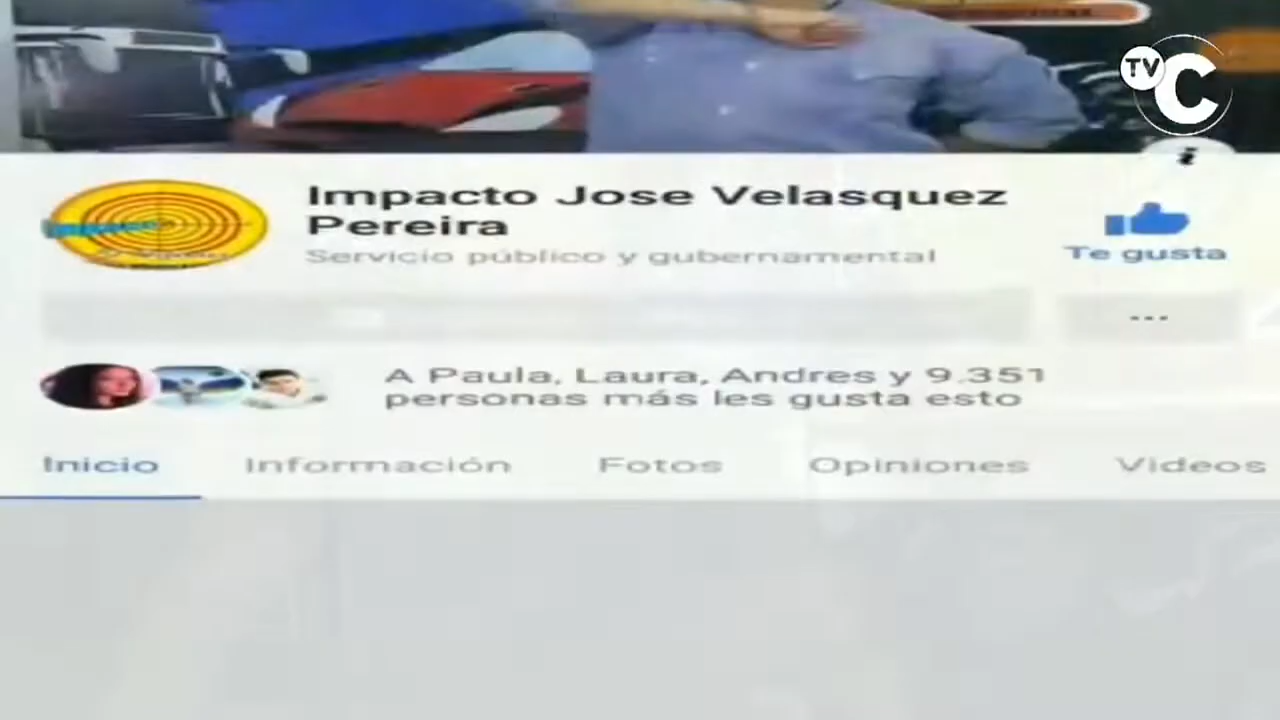 TV C
i
Impacto Jose Velasquez
Pereira
Servicio público y gubernamental
Te gusta
...
A Paula, Laura, Andres y 9.351
personas más les gusta esto
Inicio Información Fotos Opiniones Videos